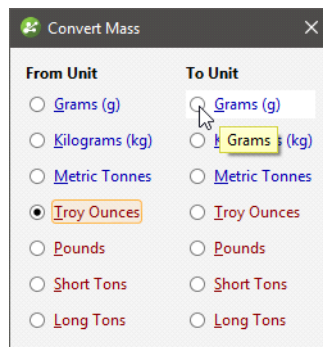 Convert Mass
From Unit To Unit
Grams (g) Grams (g)
Kilograms (kg) Grams (kg)
Metric Tonnes Metric Tonnes
Troy Ounces Troy Ounces
Pounds Pounds
Short Tons Short Tons
Long Tons Long Tons